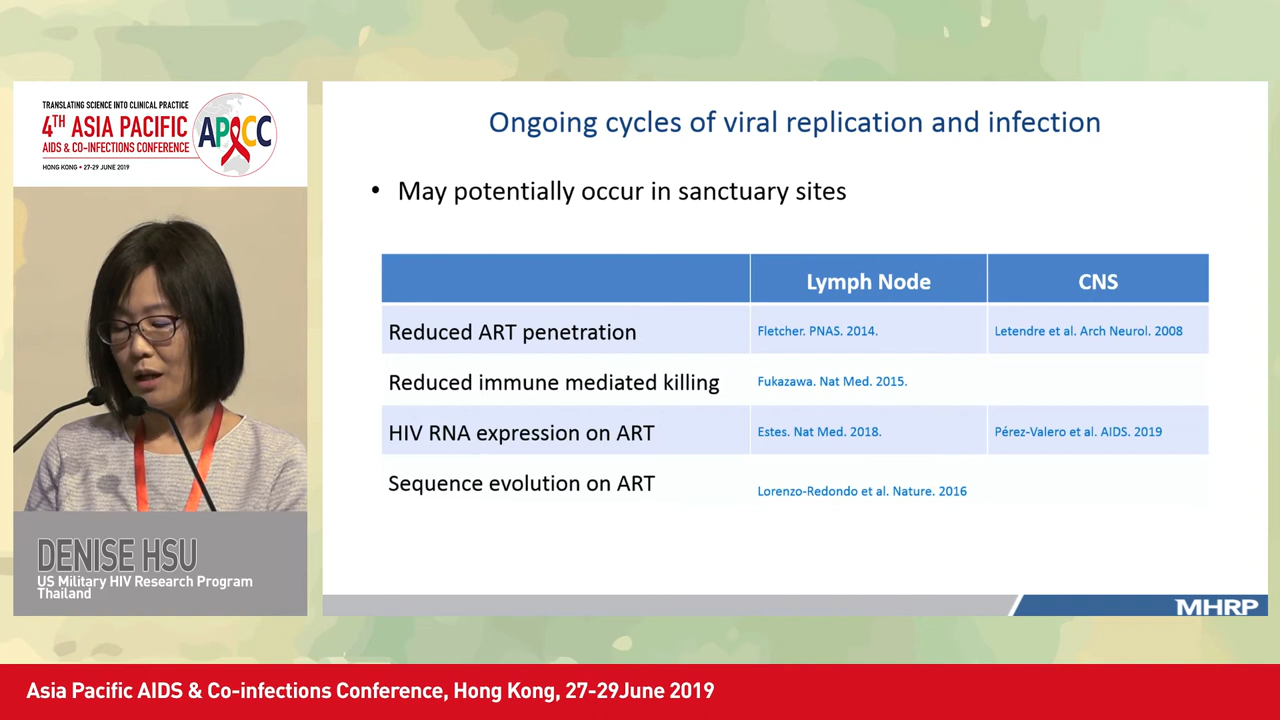 TRANSLATING SCIENCE INTO CLINICAL PRACTICE
4TH ASIA PACIFIC
AIDS & CO-INFECTIONS CONFERENCE
HONG KONG • 27-29 JUNE 2019
APACC
DENISE HSU
US Military HIV Research Program
Thailand
Ongoing cycles of viral replication and infection
• May potentially occur in sanctuary sites
Lymph Node CNS
Reduced ART penetration Fletcher. PNAS. 2014. Letendre et al. Arch Neurol. 2008
Reduced immune mediated killing Fukazawa. Nat Med. 2015.
HIV RNA expression on ART Estes. Nat Med. 2018. Pérez-Valero et al. AIDS. 2019
Sequence evolution on ART Lorenzo-Redondo et al. Nature. 2016
MHRP
Asia Pacific AIDS & Co-infections Conference, Hong Kong, 27-29June 2019